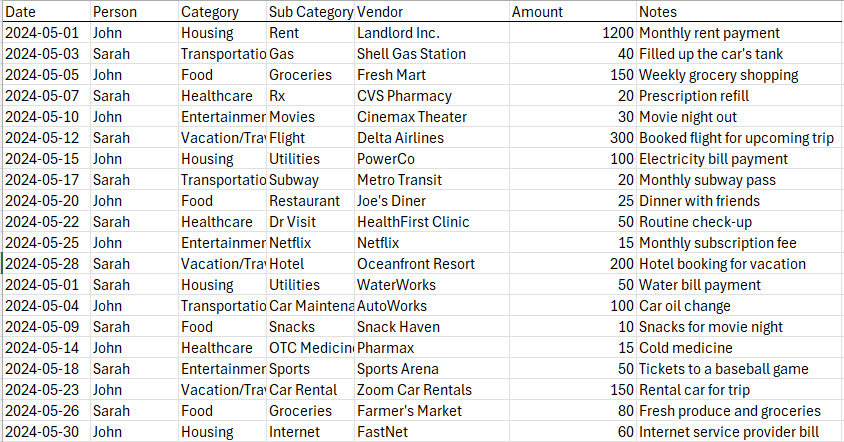 Date Person Category Sub Category Vendor Amount Notes
2024-05-01 John Housing Rent Landlord Inc. 1200 Monthly rent payment
2024-05-03 Sarah Transportatio Gas Shell Gas Station 40 Filled up the car's tank
2024-05-05 John Food Groceries Fresh Mart 150 Weekly grocery shopping
2024-05-07 Sarah Healthcare Rx CVS Pharmacy 20 Prescription refill
2024-05-10 John Entertainmen Movies Cinemax Theater 30 Movie night out
2024-05-12 Sarah Vacation/Trav Flight Delta Airlines 300 Booked flight for upcoming trip
2024-05-15 John Housing Utilities PowerCo 100 Electricity bill payment
2024-05-17 Sarah Transportatio Subway Metro Transit 20 Monthly subway pass
2024-05-20 John Food Restaurant Joe's Diner 25 Dinner with friends
2024-05-22 Sarah Healthcare Dr Visit HealthFirst Clinic 50 Routine check-up
2024-05-25 John Entertainmen Netflix Netflix 15 Monthly subscription fee
2024-05-28 Sarah Vacation/Trav Hotel Oceanfront Resort 200 Hotel booking for vacation
2024-05-01 Sarah Housing Utilities WaterWorks 50 Water bill payment
2024-05-04 John Transportatio Car Maintena AutoWorks 100 Car oil change
2024-05-09 Sarah Food Snacks Snack Haven 10 Snacks for movie night
2024-05-14 John Healthcare OTC Medicin Pharmax 15 Cold medicine
2024-05-18 Sarah Entertainmen Sports Sports Arena 50 Tickets to a baseball game
2024-05-23 John Vacation/Trav Car Rental Zoom Car Rentals 150 Rental car for trip
2024-05-26 Sarah Food Groceries Farmer's Market 80 Fresh produce and groceries
2024-05-30 John Housing Internet FastNet 60 Internet service provider bill